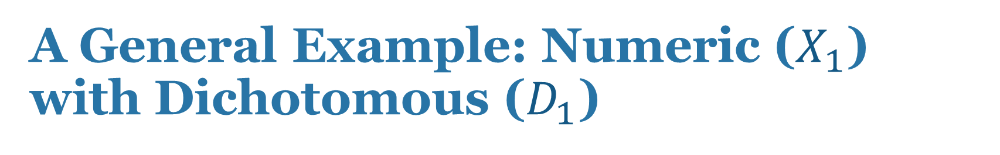 A General Example: Numeric (X₁)
with Dichotomous (D₁)